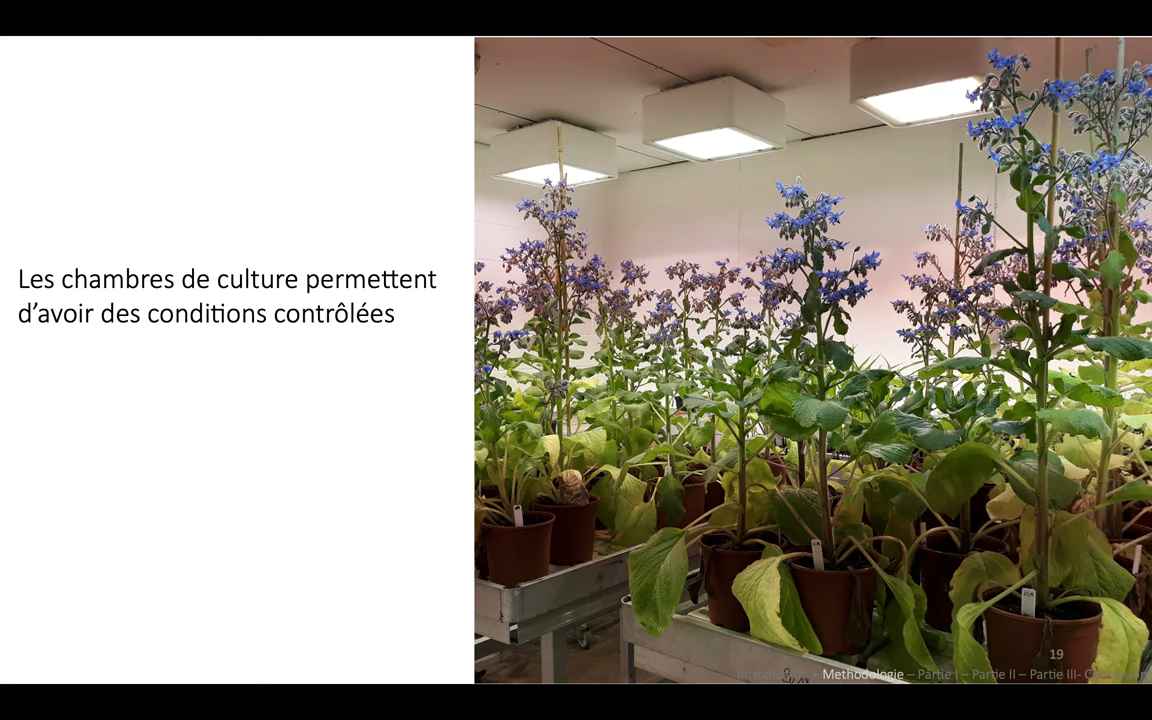 Les chambres de culture permettent
d’avoir des conditions contrôlées
19
Methodologie – Partie I – Partie II – Partie III-